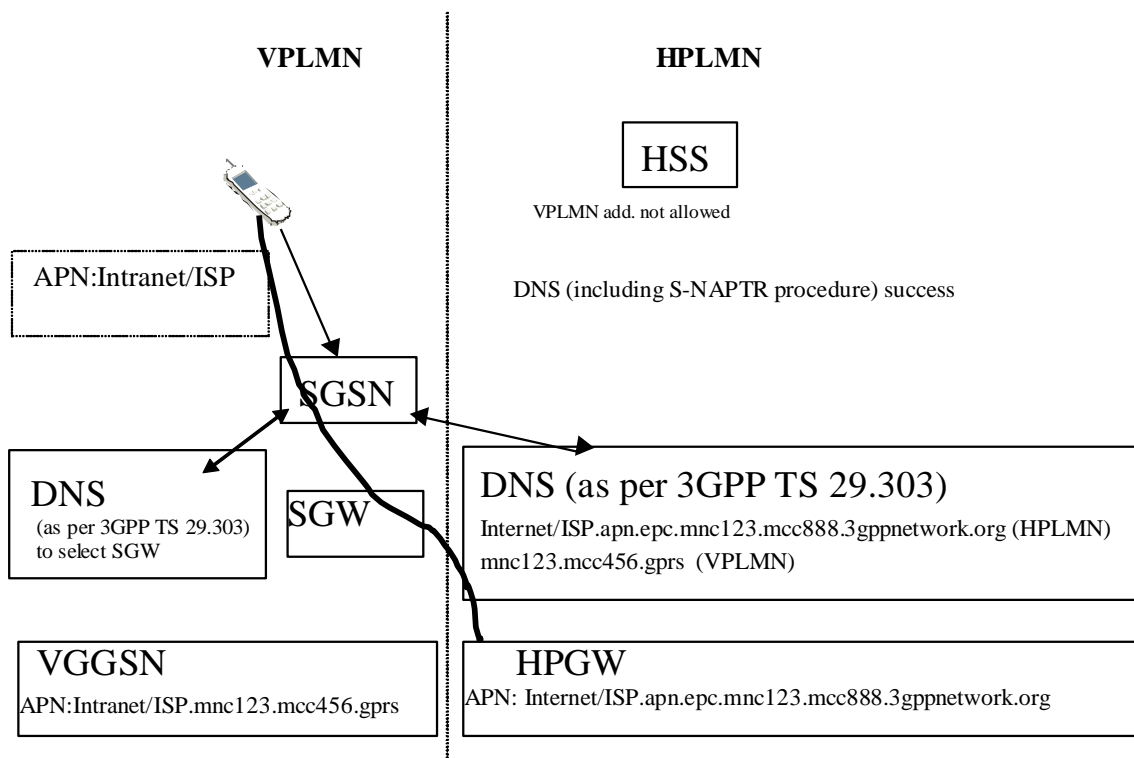 VPLMN
HPLMN
HSS
VPLMN add. not allowed
APN:Intranet/ISP
DNS (including S-NAPTR procedure) success
SGSN
DNS
(as per 3GPP TS 29.303)
to select SGW
SGW
DNS (as per 3GPP TS 29.303)
Internet/ISP.apn.epc.mnc123.mcc888.3gppnetwork.org (HPLMN)
mnc123.mcc456.gprs (VPLMN)
VGGSN
APN:Intranet/ISP.mnc123.mcc456.gprs
HPGW
APN: Internet/ISP.apn.epc.mnc123.mcc888.3gppnetwork.org